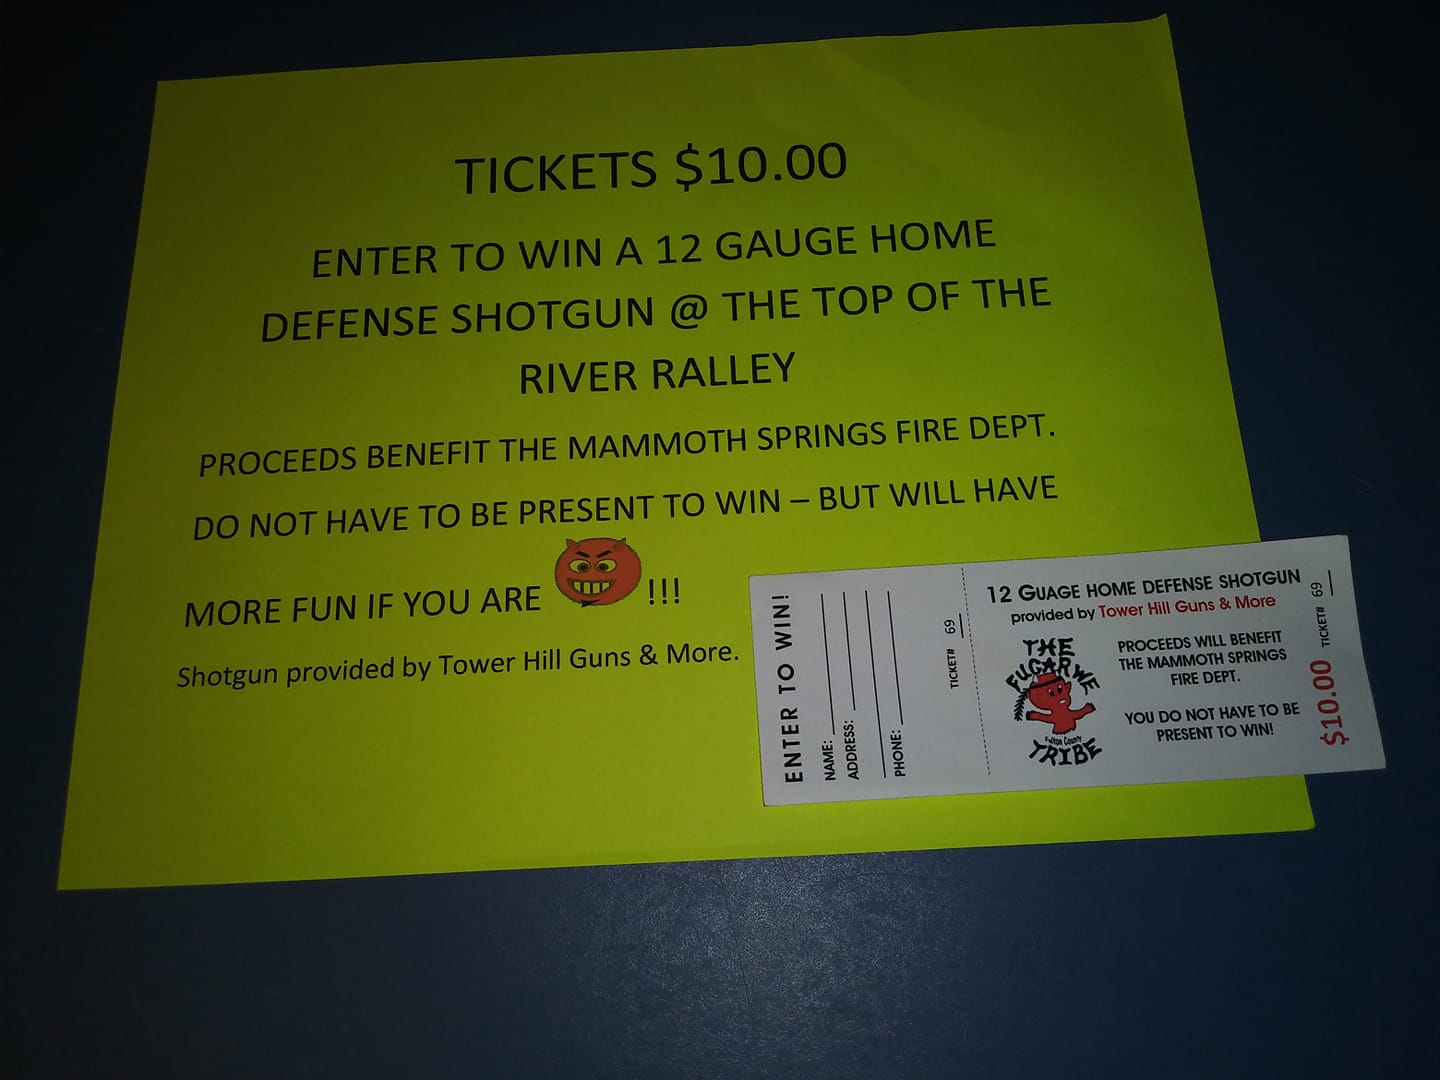 TICKETS $10.00
ENTER TO WIN A 12 GAUGE HOME
DEFENSE SHOTGUN @ THE TOP OF THE
RIVER RALLEY
PROCEEDS BENEFIT THE MAMMOTH SPRINGS FIRE DEPT.
DO NOT HAVE TO BE PRESENT TO WIN – BUT WILL HAVE
MORE FUN IF YOU ARE !!!
Shotgun provided by Tower Hill Guns & More.
ENTER TO WIN!
NAME:
ADDRESS:
PHONE:
TICKET# 69
12 GUAGE HOME DEFENSE SHOTGUN
provided by Tower Hill Guns & More
THE
FUGARWE
Fulton County
TRIBE
PROCEEDS WILL BENEFIT
THE MAMMOTH SPRINGS
FIRE DEPT.
YOU DO NOT HAVE TO BE
PRESENT TO WIN!
$10.00 TICKET# 69